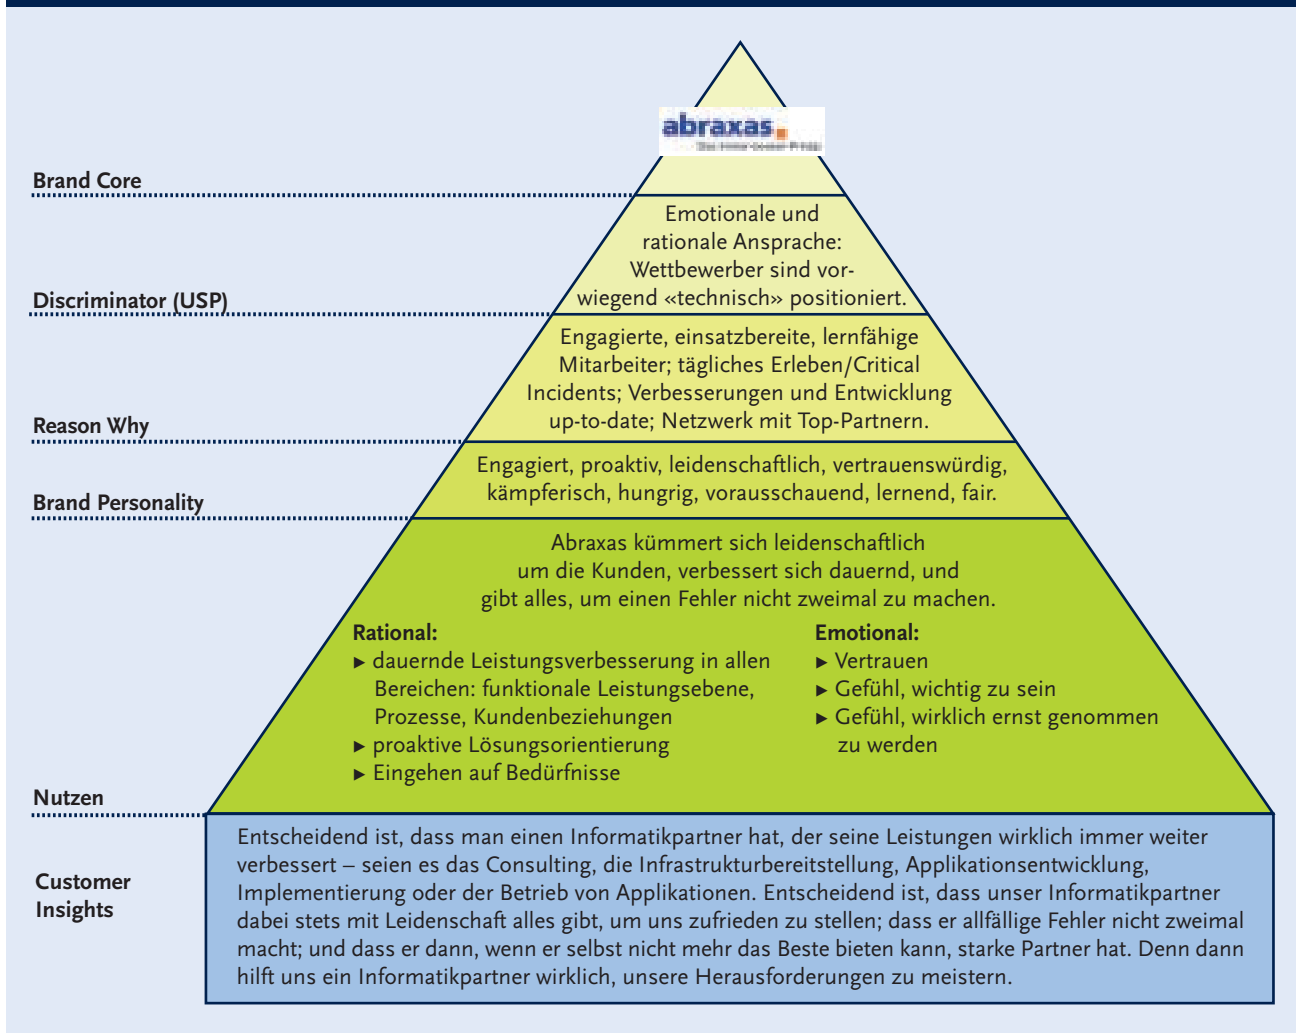 abraxas.
Brand Core
Emotionale und
rationale Ansprache:
Wettbewerber sind vor-
wiegend «technisch» positioniert.
Discriminator (USP)
Engagierte, einsatzbereite, lernfähige
Mitarbeiter; tägliches Erleben/Critical
Incidents; Verbesserungen und Entwicklung
up-to-date; Netzwerk mit Top-Partnern.
Reason Why
Engagiert, proaktiv, leidenschaftlich, vertrauenswürdig,
kämpferisch, hungrig, vorausschauend, lernend, fair.
Brand Personality
Abraxas kümmert sich leidenschaftlich
um die Kunden, verbessert sich dauernd, und
gibt alles, um einen Fehler nicht zweimal zu machen.
Rational:
▸ dauernde Leistungsverbesserung in allen
Bereichen: funktionale Leistungsebene,
Prozesse, Kundenbeziehungen
▸ proaktive Lösungsorientierung
▸ Eingehen auf Bedürfnisse
Emotional:
▸ Vertrauen
▸ Gefühl, wichtig zu sein
▸ Gefühl, wirklich ernst genommen
zu werden
Nutzen
Customer
Insights
Entscheidend ist, dass man einen Informatikpartner hat, der seine Leistungen wirklich immer weiter
verbessert – seien es das Consulting, die Infrastrukturbereitstellung, Applikationsentwicklung,
Implementierung oder der Betrieb von Applikationen. Entscheidend ist, dass unser Informatikpartner
dabei stets mit Leidenschaft alles gibt, um uns zufrieden zu stellen; dass er allfällige Fehler nicht zweimal
macht; und dass er dann, wenn er selbst nicht mehr das Beste bieten kann, starke Partner hat. Denn dann
hilft uns ein Informatikpartner wirklich, unsere Herausforderungen zu meistern.